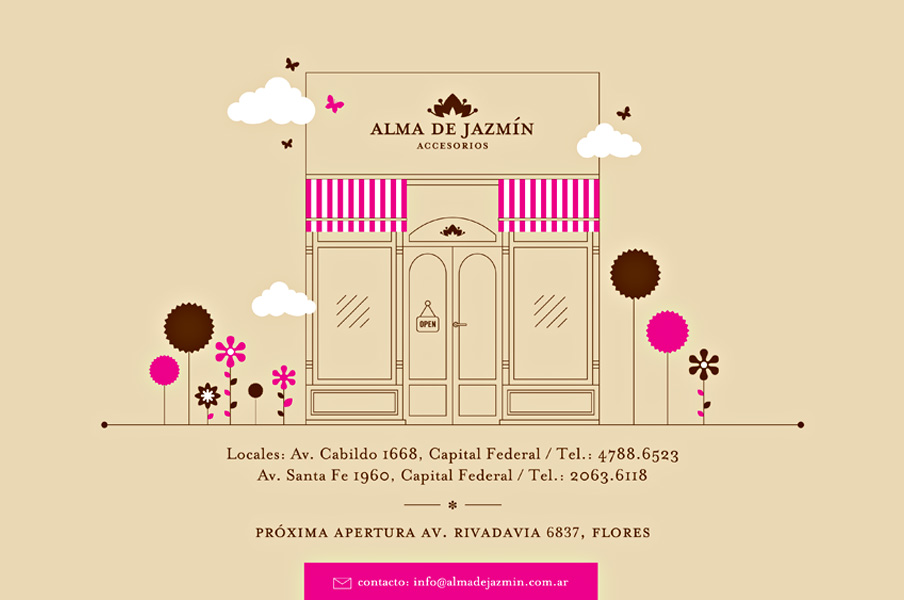 ALMA DE JAZMÍN
ACCESORIOS
OPEN
Locales: Av. Cabildo 1668, Capital Federal / Tel.: 4788.6523
Av. Santa Fe 1960, Capital Federal / Tel.: 2063.6118
PRÓXIMA APERTURA AV. RIVADAVIA 6837, FLORES
contacto: info@almadejazmin.com.ar